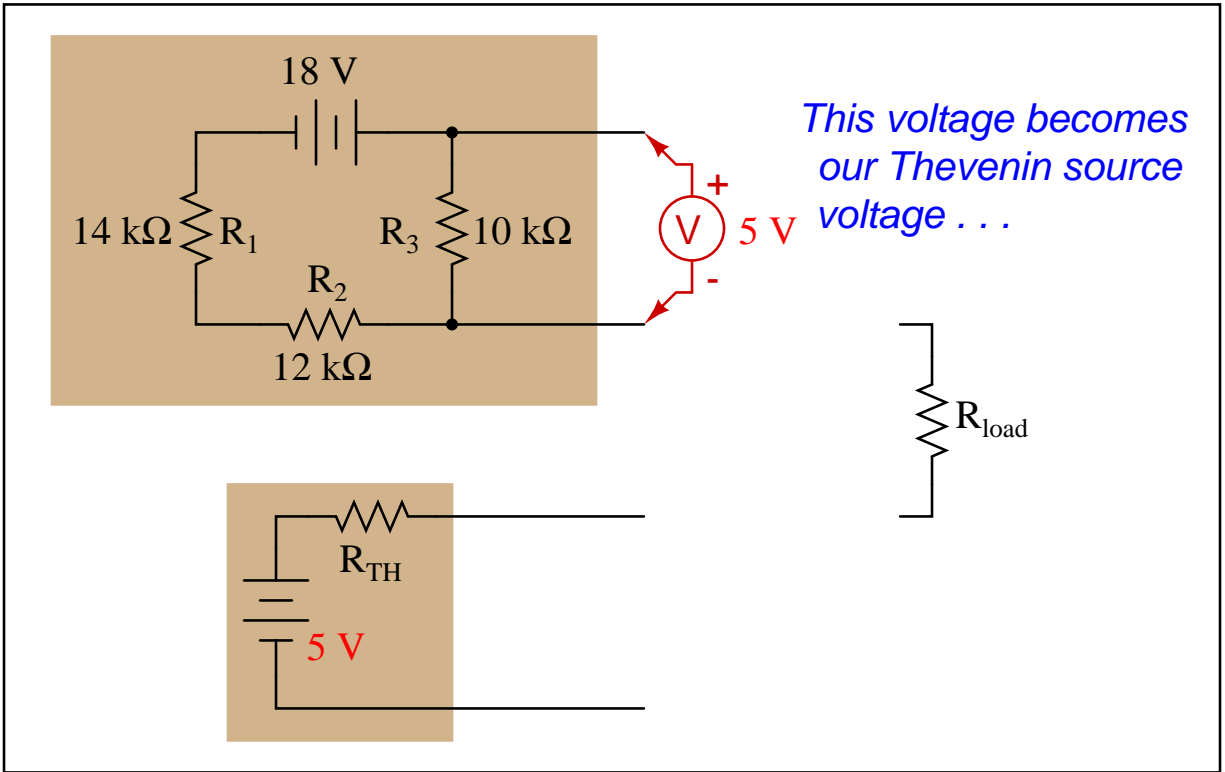 18 V
This voltage becomes
our Thevenin source
voltage . . .
14 kΩ
R1
R3
10 kΩ
+
V
5 V
-
R2
12 kΩ
Rload
RTH
5 V